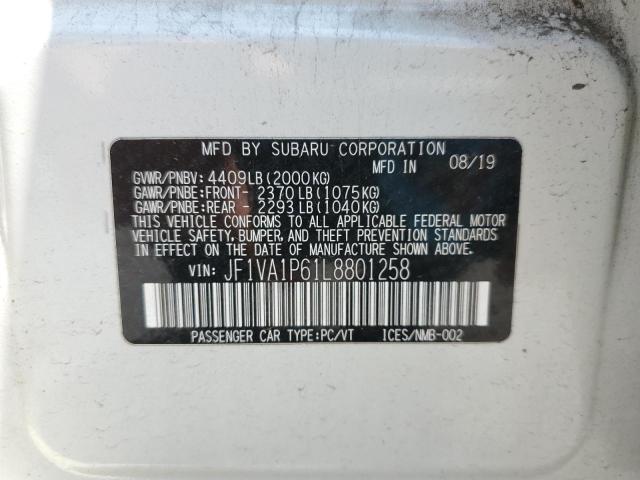 MFD BY SUBARU CORPORATION
MFD IN 08/19
GVWR/PNBV: 4409LB(2000KG)
GAWR/PNBE:FRONT- 2370LB(1075KG)
GAWR/PNBE:REAR - 2293LB(1040KG)
THIS VEHICLE CONFORMS TO ALL APPLICABLE FEDERAL MOTOR
VEHICLE SAFETY, BUMPER, AND THEFT PREVENTION STANDARDS
IN EFFECT ON THE DATE OF MANUFACTURE SHOWN ABOVE.
VIN: JF1VA1P61L8801258
PASSENGER CAR TYPE:PC/VT ICES/NMB-002